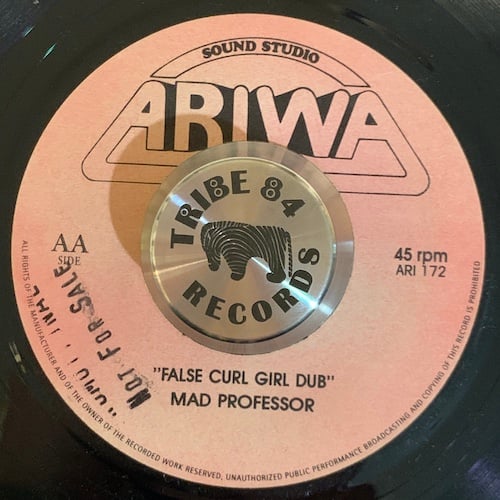 SOUND STUDIO
ARIWA
TRIBE 84
RECORDS
AA
SIDE
45 rpm
ARI 172
NOT FOR SALE
"FALSE CURL GIRL DUB"
MAD PROFESSOR
ALL RIGHTS OF THE MANUFACTURER AND OF THE OWNER OF THE RECORDED WORK RESERVED, UNAUTHORIZED PUBLIC PERFORMANCE BROADCASTING AND COPYING OF THIS RECORD IS PROHIBITED